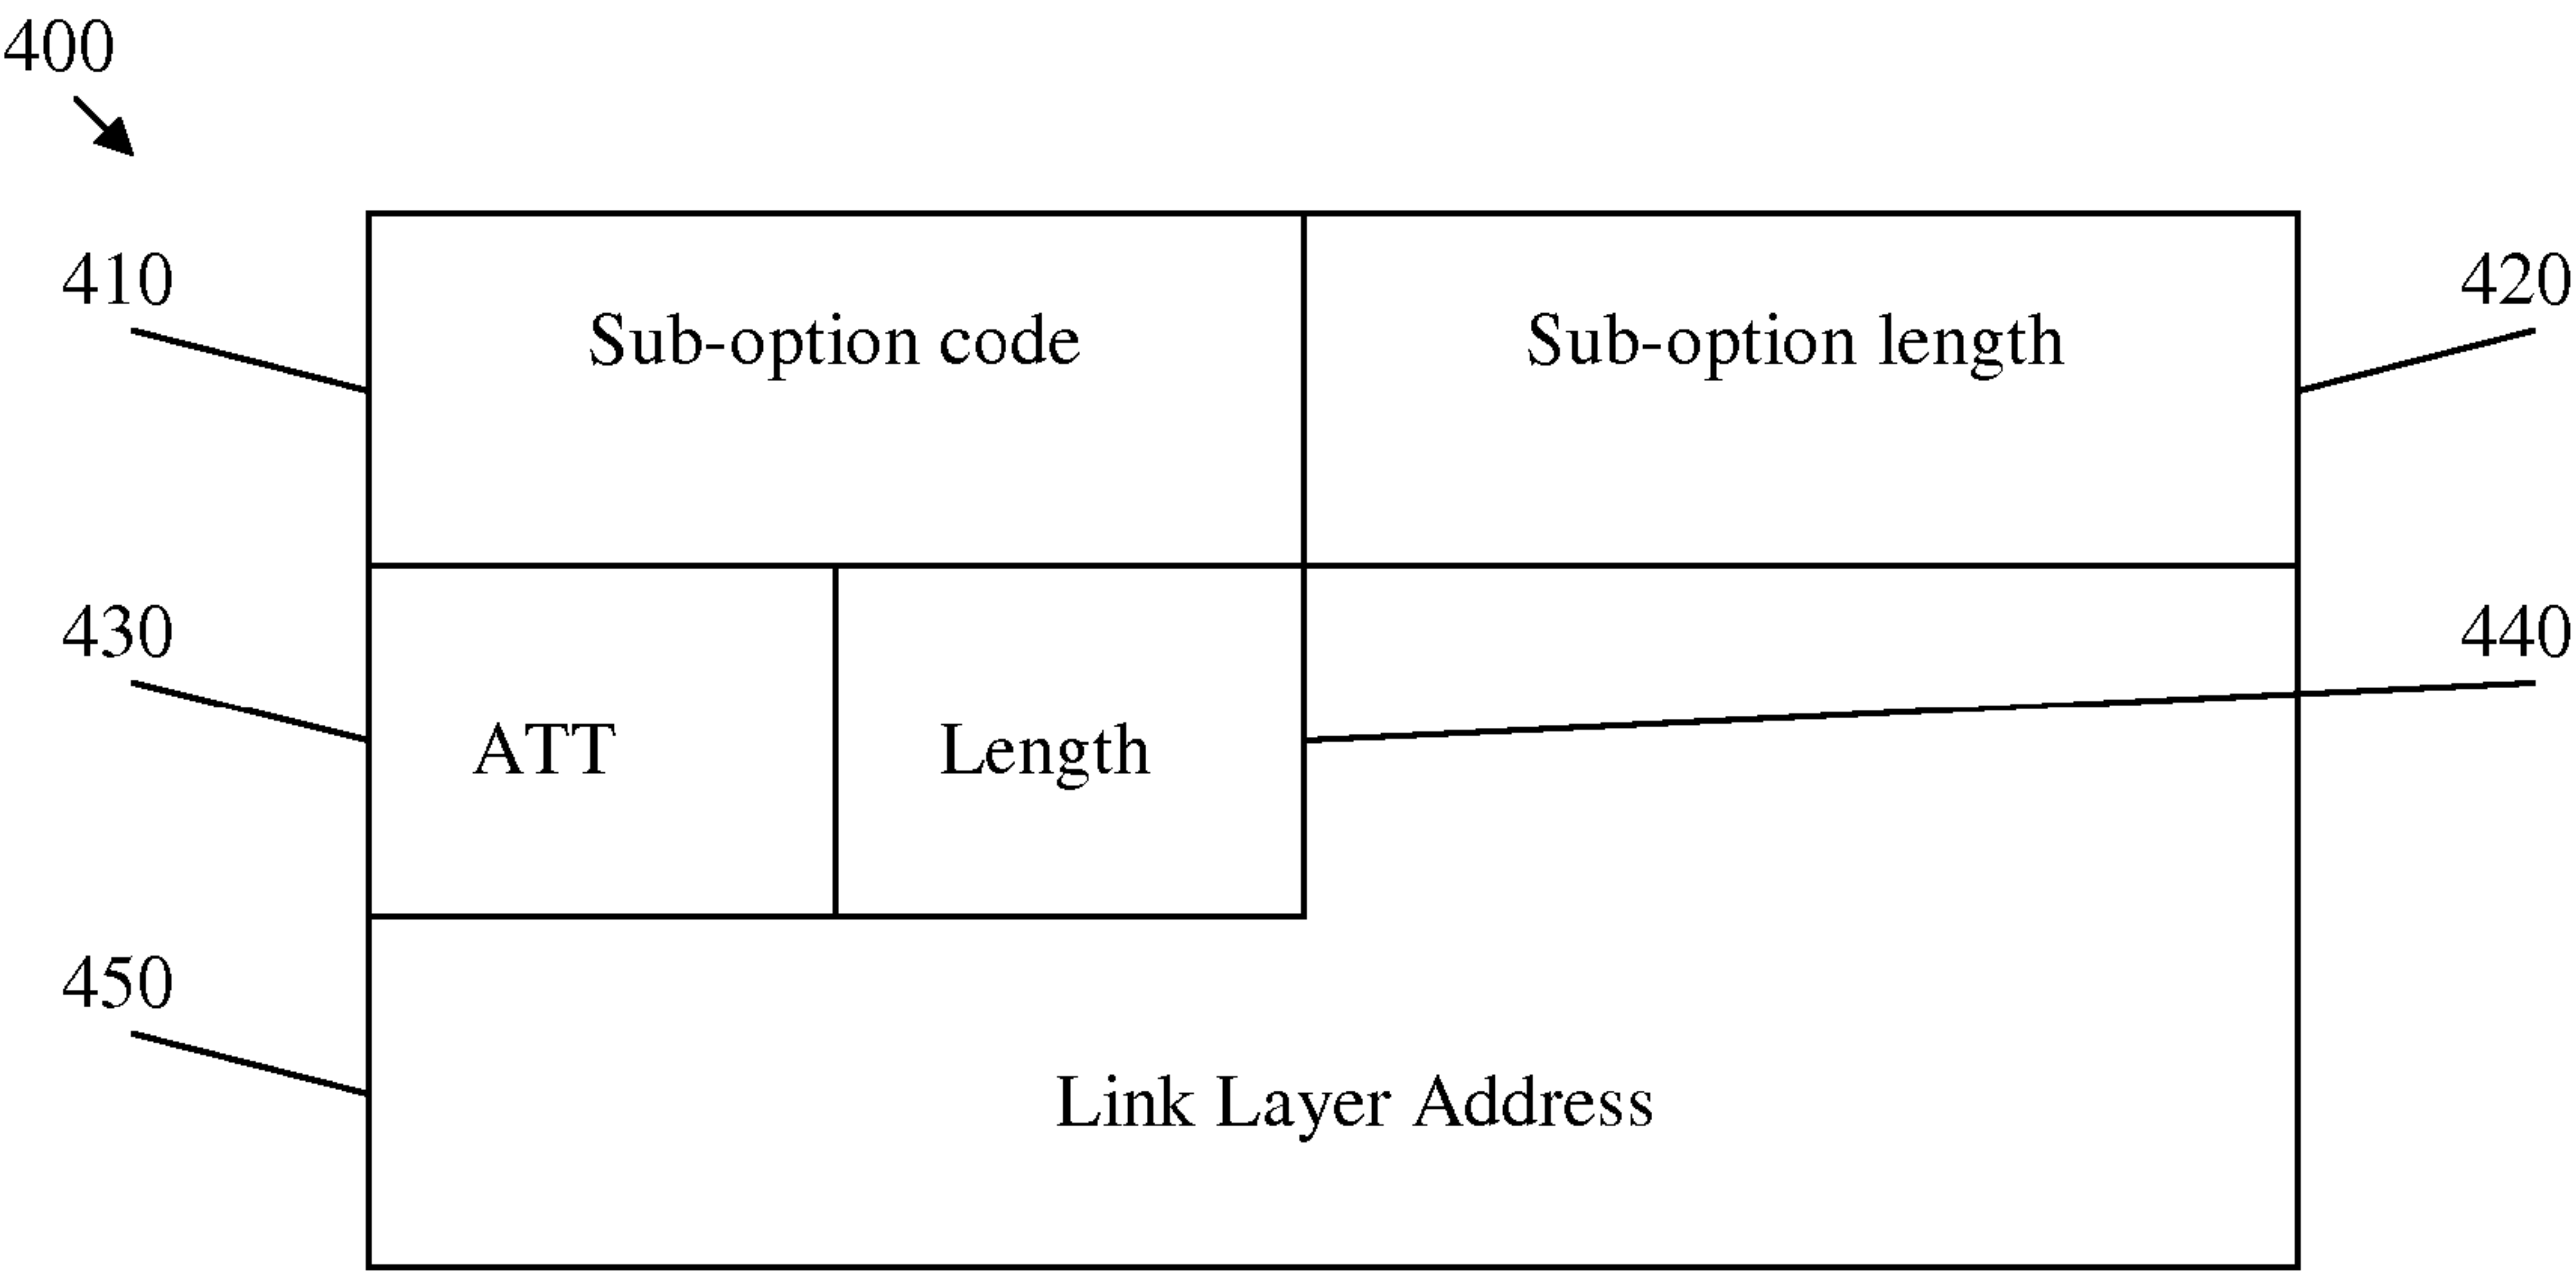 400
410
420
Sub-option code
Sub-option length
430
440
ATT
Length
450
Link Layer Address